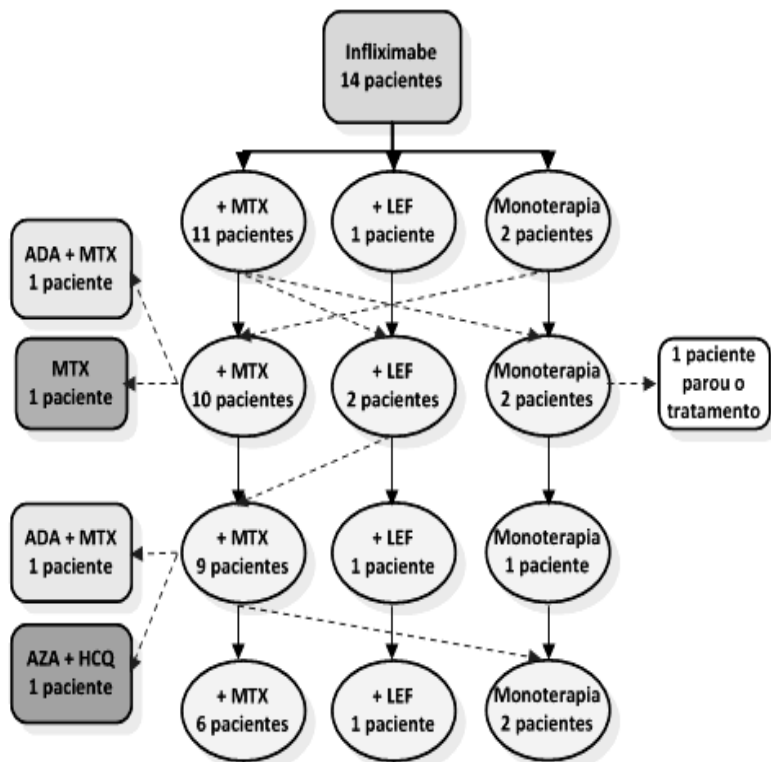 Infliximabe
14 pacientes
+ MTX
11 pacientes
+ LEF
1 paciente
Monoterapia
2 pacientes
ADA + MTX
1 paciente
MTX
1 paciente
+ MTX
10 pacientes
+ LEF
2 pacientes
Monoterapia
2 pacientes
1 paciente
parou o
tratamento
ADA + MTX
1 paciente
+ MTX
9 pacientes
+ LEF
1 paciente
Monoterapia
1 paciente
AZA + HCQ
1 paciente
+ MTX
6 pacientes
+ LEF
1 paciente
Monoterapia
2 pacientes